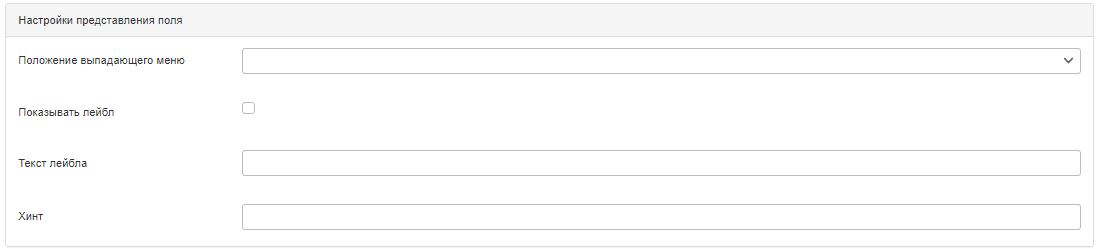 Настройки представления поля
Положение выпадающего меню
Показывать лейбл
Текст лейбла
Хинт